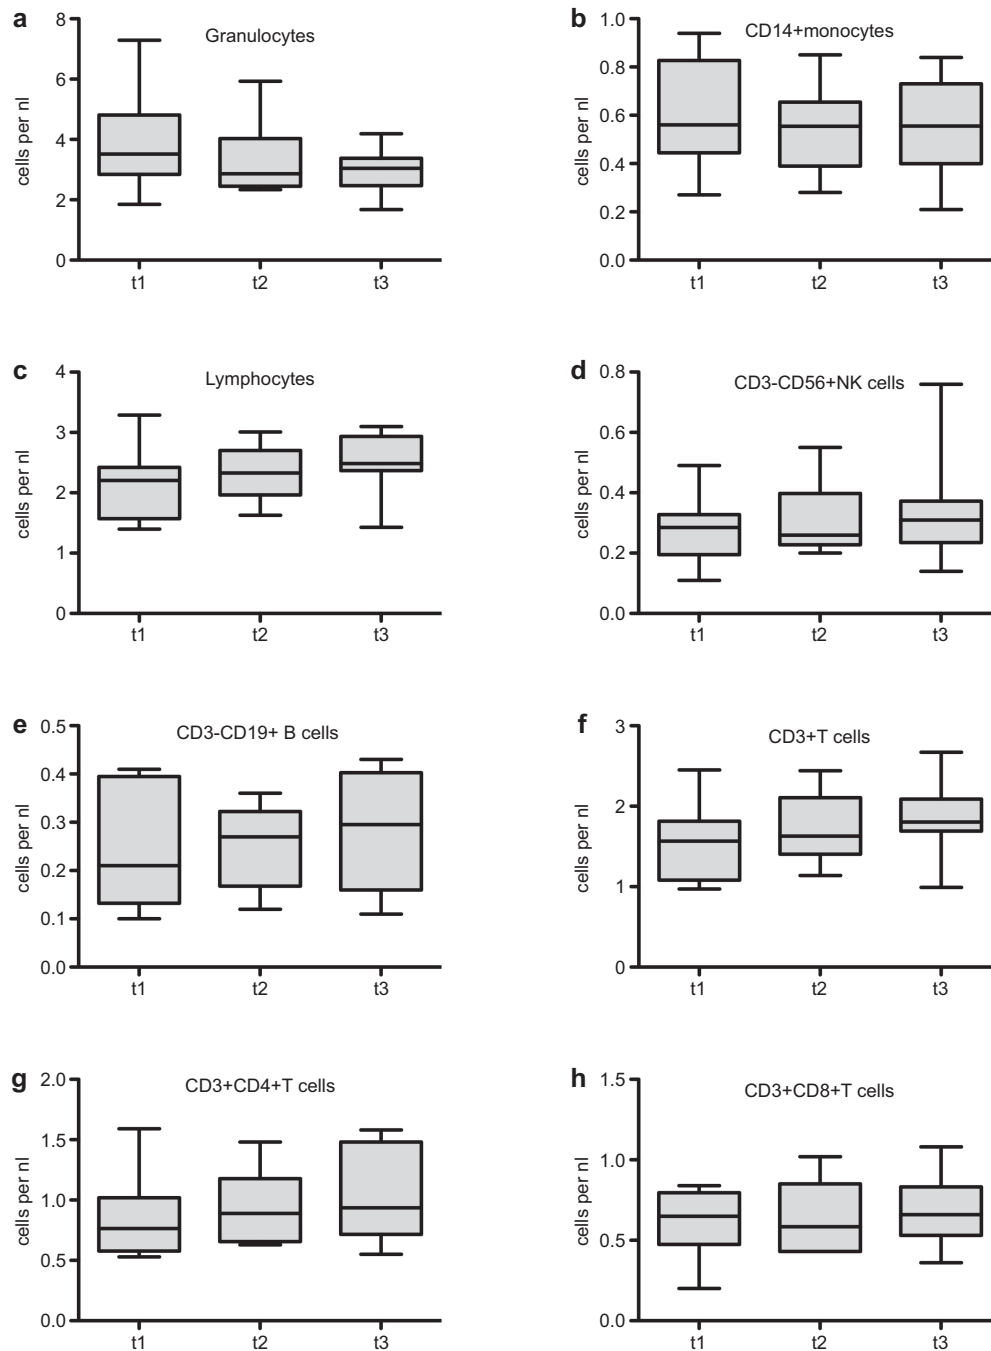 a
Granulocytes
cells per nl
8
6
4
2
0
t1 t2 t3
b
CD14+monocytes
cells per nl
1.0
0.8
0.6
0.4
0.2
0.0
t1 t2 t3
c
Lymphocytes
cells per nl
4
3
2
1
0
t1 t2 t3
d
CD3-CD56+NK cells
cells per nl
0.8
0.6
0.4
0.2
0.0
t1 t2 t3
e
CD3-CD19+ B cells
cells per nl
0.5
0.4
0.3
0.2
0.1
0.0
t1 t2 t3
f
CD3+T cells
cells per nl
3
2
1
0
t1 t2 t3
g
CD3+CD4+T cells
cells per nl
2.0
1.5
1.0
0.5
0.0
t1 t2 t3
h
CD3+CD8+T cells
cells per nl
1.5
1.0
0.5
0.0
t1 t2 t3